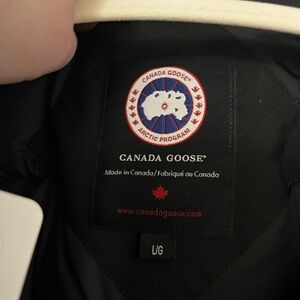 CANADA GOOSE®
ARCTIC PROGRAM
CANADA GOOSE®
Made in Canada/Fabriqué au Canada
www.canadagoose.com
L/G